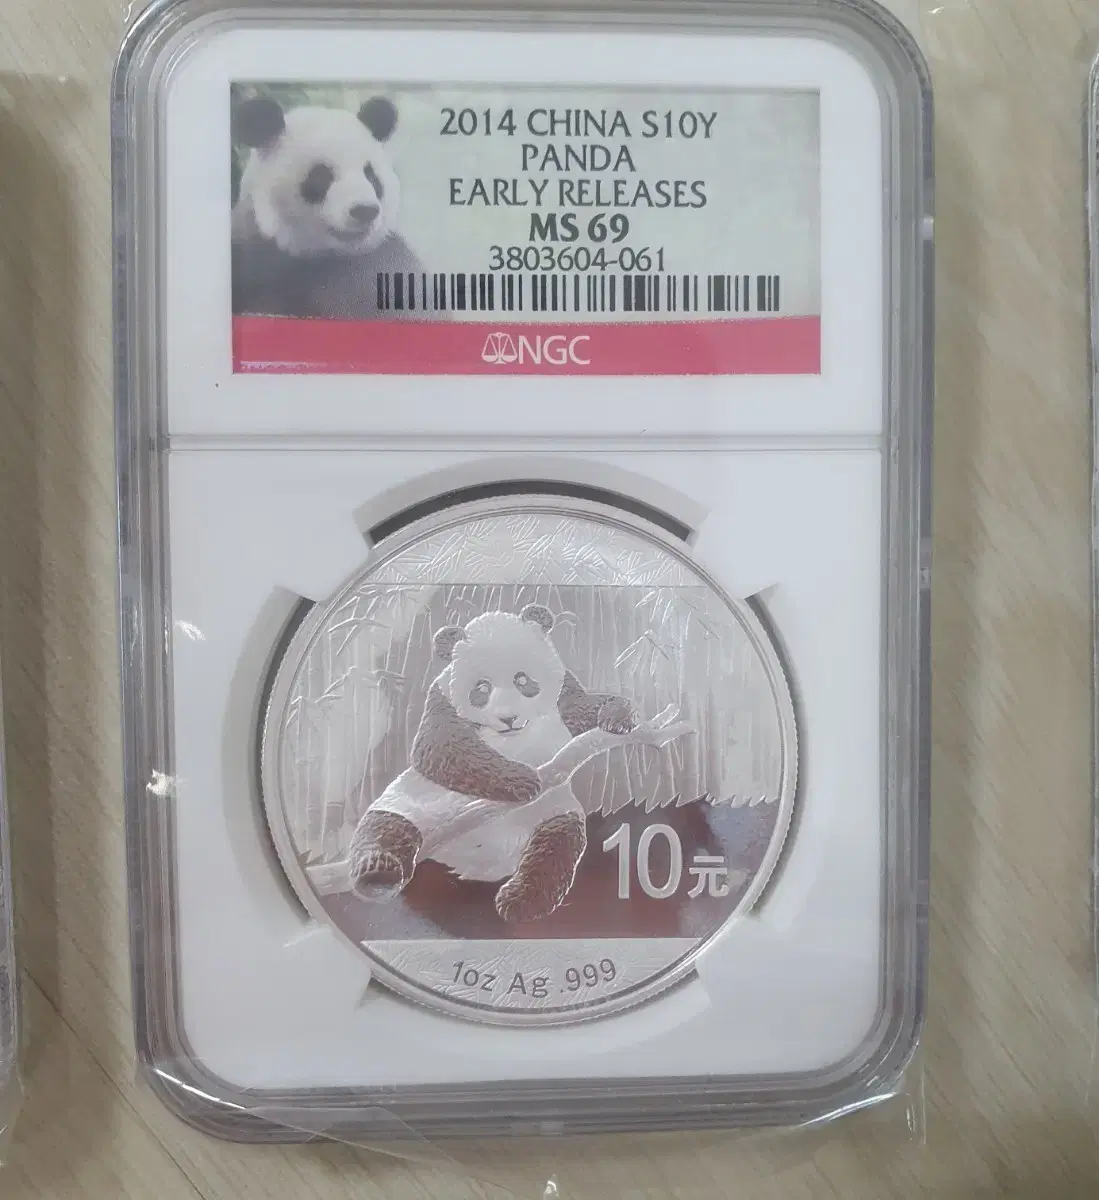 2014 CHINA S10Y
PANDA
EARLY RELEASES
MS 69
3803604-061
NGC
10元
1oz Ag .999